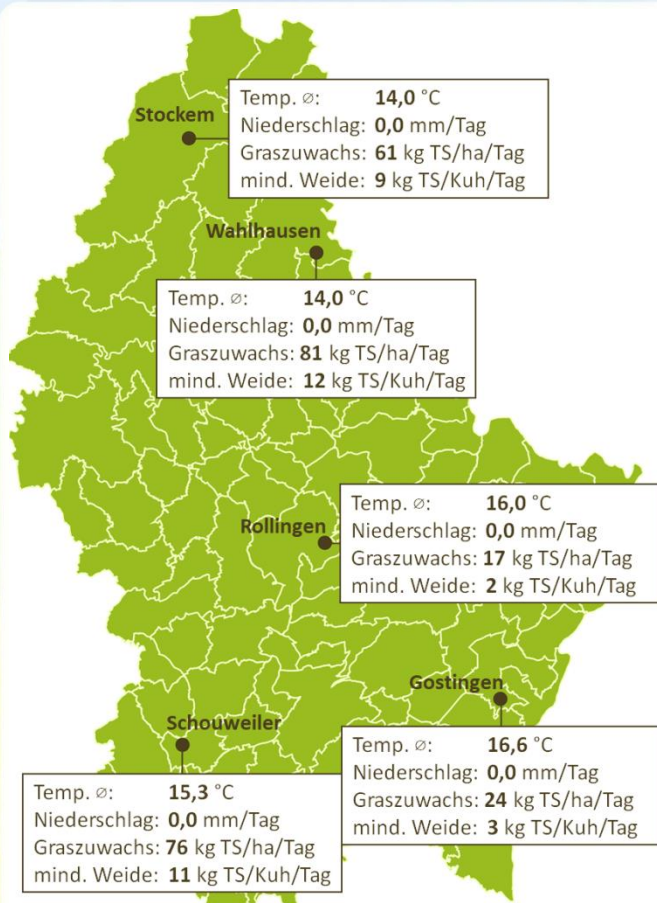 Stockem
Temp. ⌀: 14,0 °C
Niederschlag: 0,0 mm/Tag
Graszuwachs: 61 kg TS/ha/Tag
mind. Weide: 9 kg TS/Kuh/Tag
Wahlhausen
Temp. ⌀: 14,0 °C
Niederschlag: 0,0 mm/Tag
Graszuwachs: 81 kg TS/ha/Tag
mind. Weide: 12 kg TS/Kuh/Tag
Rollingen
Temp. ⌀: 16,0 °C
Niederschlag: 0,0 mm/Tag
Graszuwachs: 17 kg TS/ha/Tag
mind. Weide: 2 kg TS/Kuh/Tag
Gostingen
Temp. ⌀: 16,6 °C
Niederschlag: 0,0 mm/Tag
Graszuwachs: 24 kg TS/ha/Tag
mind. Weide: 3 kg TS/Kuh/Tag
Schouweiler
Temp. ⌀: 15,3 °C
Niederschlag: 0,0 mm/Tag
Graszuwachs: 76 kg TS/ha/Tag
mind. Weide: 11 kg TS/Kuh/Tag